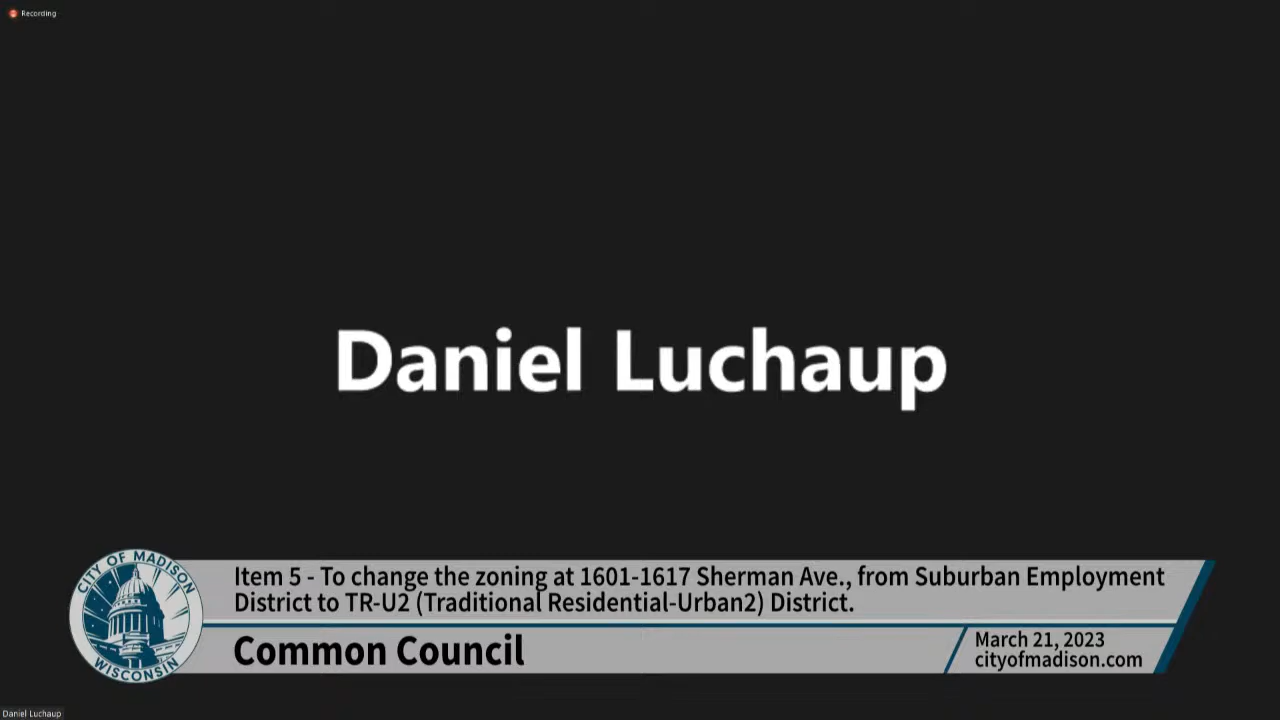 Recording
Daniel Luchaup
CITY OF MADISON
WISCONSIN
Item 5 - To change the zoning at 1601-1617 Sherman Ave., from Suburban Employment
District to TR-U2 (Traditional Residential-Urban2) District.
Common Council
March 21, 2023
cityofmadison.com
Daniel Luchaup